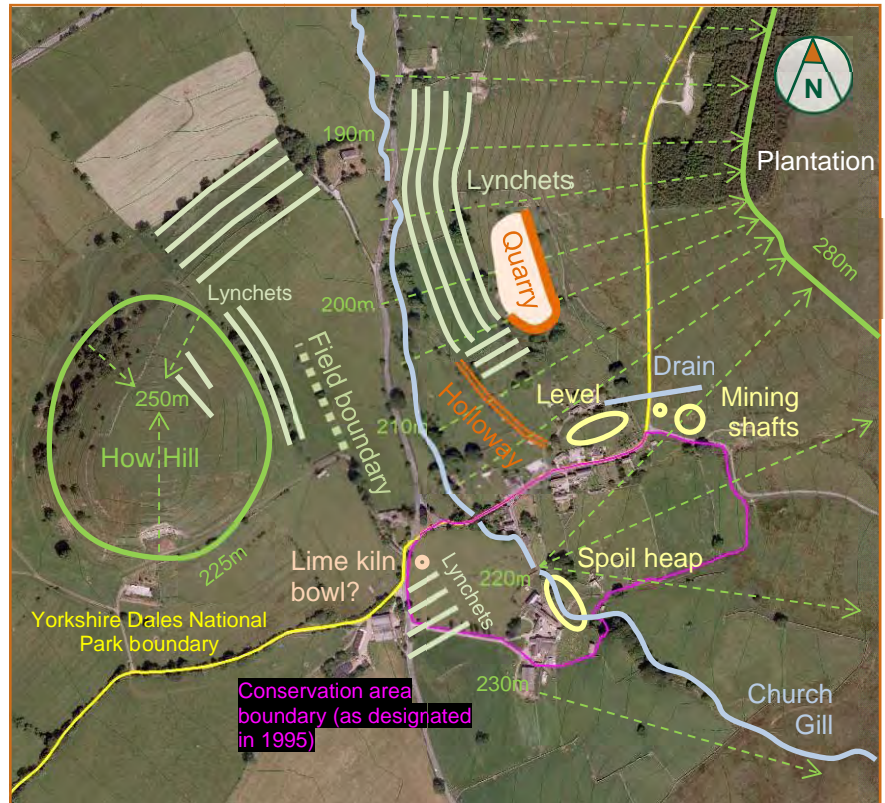 N
190m
Plantation
Lynchets
Quarry
280m
Lynchets
200m
Field boundary
Drain
Level
Mining
shafts
250m
How Hill
210m
Holloway
225m
Lime kiln
bowl?
Lynchets
220m
Spoil heap
Yorkshire Dales National
Park boundary
230m
Conservation area
boundary (as designated
in 1995)
Church
Gill